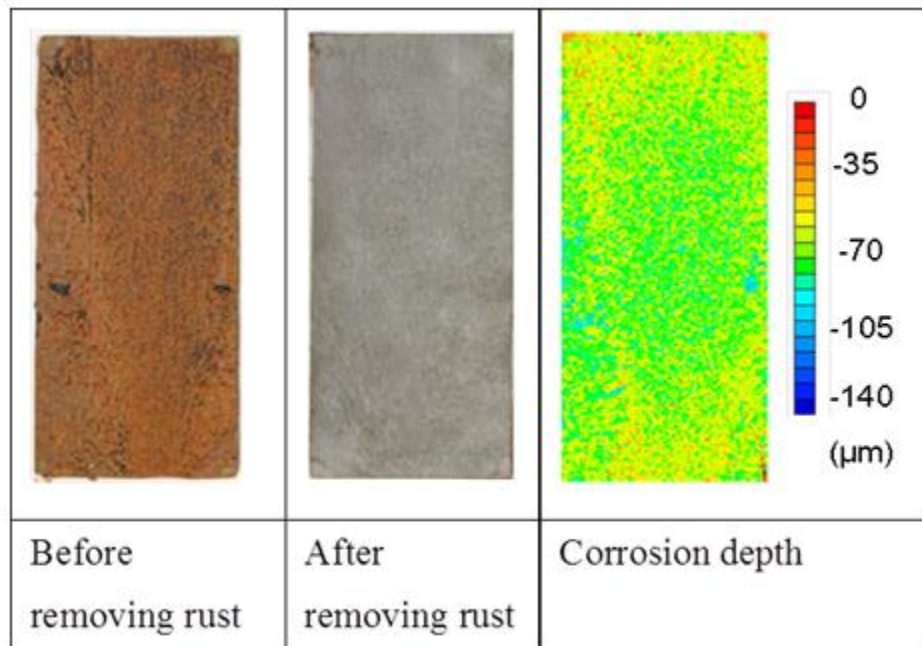 0
-35
-70
-105
-140
(µm)
Before
removing rust
After
removing rust
Corrosion depth